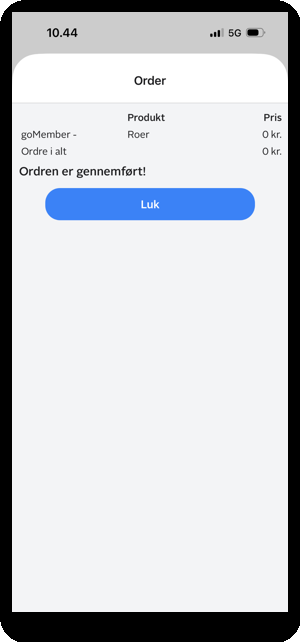 10.44 5G
Order
Produkt Pris
goMember - Roer 0 kr.
Ordre i alt 0 kr.
Ordren er gennemført!
Luk